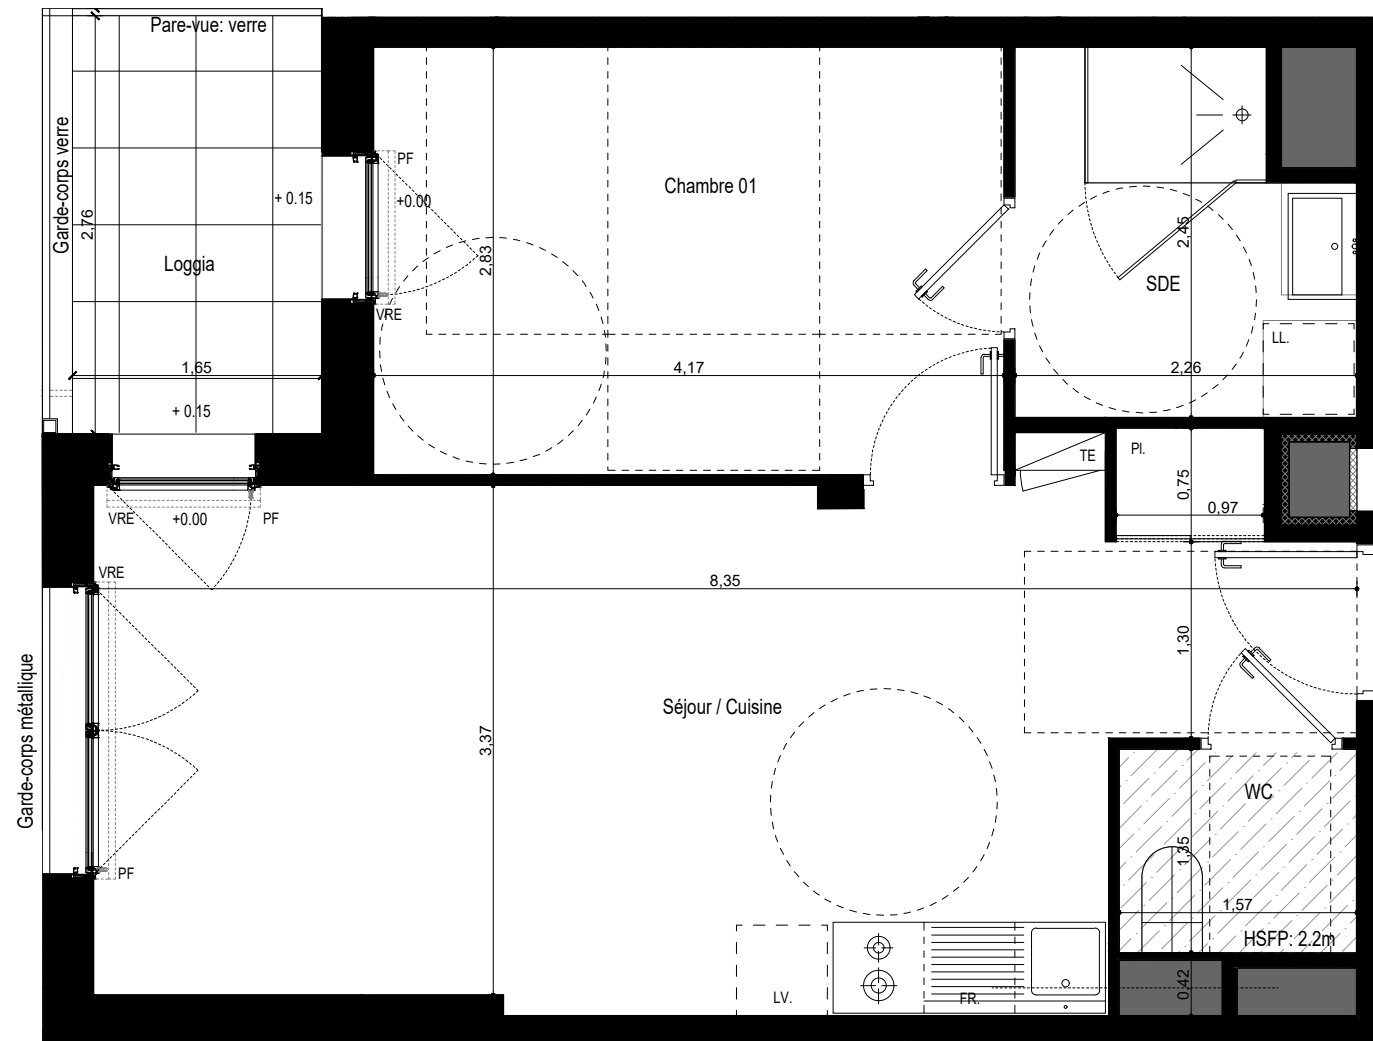 Pare-vue: verre
Garde-corps verre
2,76
+ 0.15
Loggia
1,65
+ 0.15
PF
+0.00
VRE
2,83
Chambre 01
4,17
2,45
SDE
LL.
2,26
TE
Pl.
0,75
0,97
VRE
+0.00
PF
VRE
8,35
1,30
Garde-corps métallique
3,37
Séjour / Cuisine
PF
WC
1,35
1,57
HSFP: 2.2m
LV.
FR.
0,42